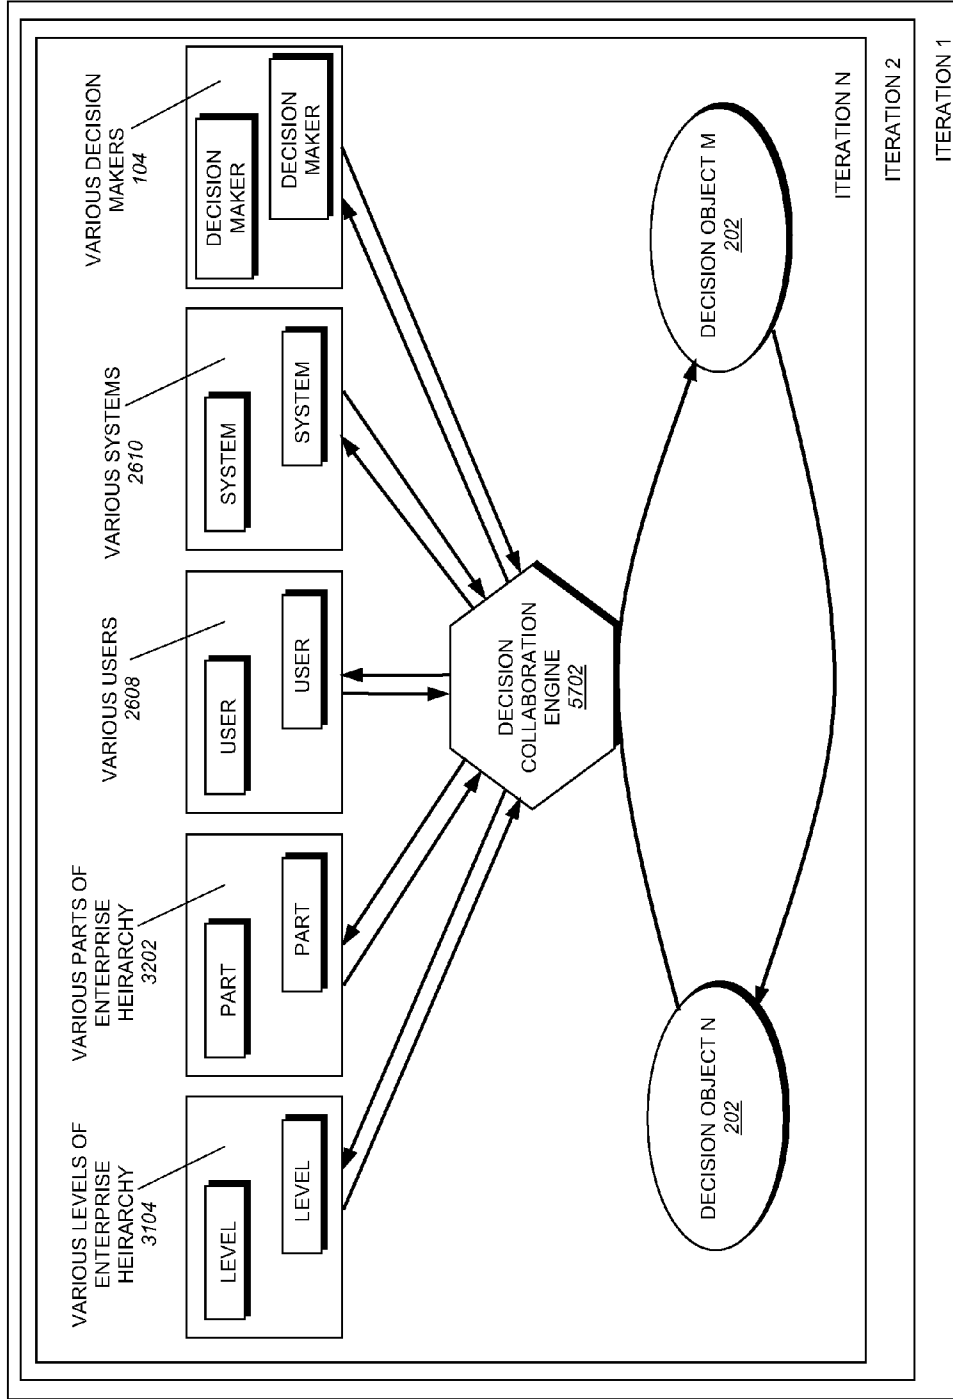 VARIOUS LEVELS OF
ENTERPRISE
HEIRARCHY
3104
LEVEL
LEVEL
VARIOUS PARTS OF
ENTERPRISE
HEIRARCHY
3202
PART
PART
VARIOUS USERS
2608
USER
USER
VARIOUS SYSTEMS
2610
SYSTEM
SYSTEM
VARIOUS DECISION
MAKERS
104
DECISION
MAKER
DECISION
MAKER
DECISION
COLLABORATION
ENGINE
5702
DECISION OBJECT N
202
DECISION OBJECT M
202
ITERATION N
ITERATION 2
ITERATION 1